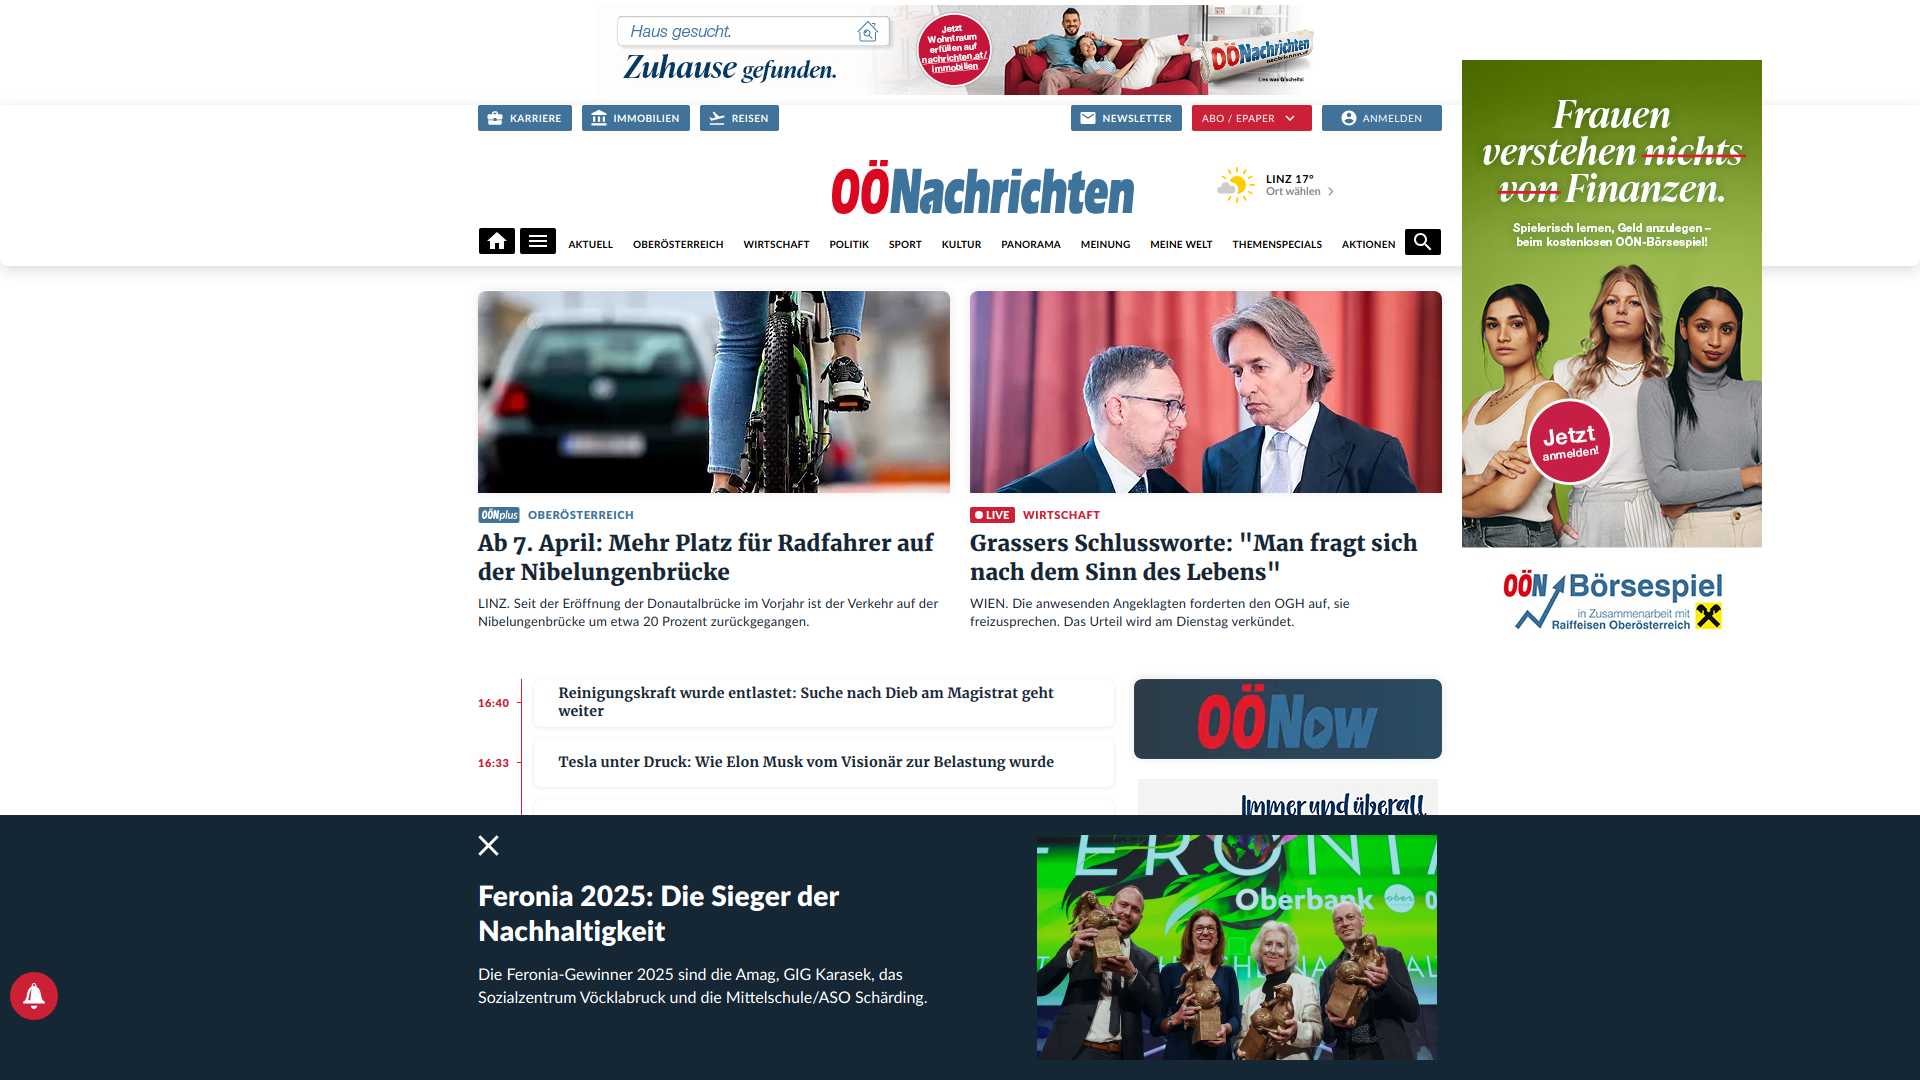 Haus gesucht.
Zuhause gefunden.
Jetzt
Wohntraum
erfüllen auf
nachrichten.at/
immobilien
OÖNachrichten
Lies was G'scheits!
KARRIERE
IMMOBILIEN
REISEN
NEWSLETTER
ABO / EPAPER
ANMELDEN
OÖNachrichten
LINZ 17°
Ort wählen
AKTUELL
OBERÖSTERREICH
WIRTSCHAFT
POLITIK
SPORT
KULTUR
PANORAMA
MEINUNG
MEINE WELT
THEMENSPECIALS
AKTIONEN
Frauen
verstehen nichts
von Finanzen.
Spielerisch lernen, Geld anzulegen –
beim kostenlosen OÖN-Börsespiel!
Jetzt
anmelden!
OÖN Börsespiel
in Zusammenarbeit mit
Raiffeisen Oberösterreich
OÖNplus OBERÖSTERREICH
Ab 7. April: Mehr Platz für Radfahrer auf
der Nibelungenbrücke
LINZ. Seit der Eröffnung der Donautalbrücke im Vorjahr ist der Verkehr auf der
Nibelungenbrücke um etwa 20 Prozent zurückgegangen.
LIVE WIRTSCHAFT
Grassers Schlussworte: "Man fragt sich
nach dem Sinn des Lebens"
WIEN. Die anwesenden Angeklagten forderten den OGH auf, sie
freizusprechen. Das Urteil wird am Dienstag verkündet.
16:40
Reinigungskraft wurde entlastet: Suche nach Dieb am Magistrat geht
weiter
16:33
Tesla unter Druck: Wie Elon Musk vom Visionär zur Belastung wurde
OÖNow
Immer und überall
Feronia 2025: Die Sieger der
Nachhaltigkeit
Die Feronia-Gewinner 2025 sind die Amag, GIG Karasek, das
Sozialzentrum Vöcklabruck und die Mittelschule/ASO Schärding.
FERONIA
Oberbank